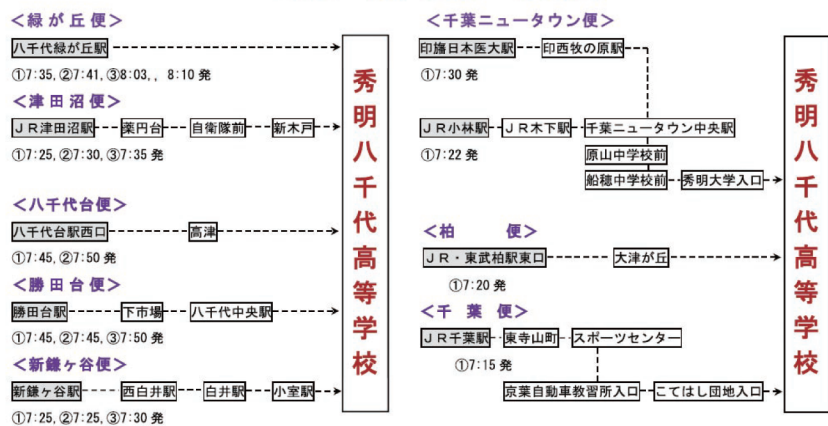 ＜緑が丘便＞
八千代緑が丘駅
①7:35, ②7:41, ③8:03,, 8:10 発
＜津田沼便＞
ＪＲ津田沼駅 薬円台 自衛隊前 新木戸
①7:25, ②7:30, ③7:35 発
＜八千代台便＞
八千代台駅西口 高津
①7:45, ②7:50 発
＜勝田台便＞
勝田台駅 下市場 八千代中央駅
①7:45, ②7:45, ③7:50 発
＜新鎌ヶ谷便＞
新鎌ヶ谷駅 西白井駅 白井駅 小室駅
①7:25, ②7:25, ③7:30 発
秀明八千代高等学校
＜千葉ニュータウン便＞
印旛日本医大駅 印西牧の原駅
①7:30 発
ＪＲ小林駅 ＪＲ木下駅 千葉ニュータウン中央駅
①7:22 発
原山中学校前
船穂中学校前 秀明大学入口
＜柏　便＞
ＪＲ・東武柏駅東口 大津が丘
①7:20 発
＜千葉便＞
ＪＲ千葉駅 東寺山町 スポーツセンター
①7:15 発
京葉自動車教習所入口 こてはし団地入口
秀明八千代高等学校